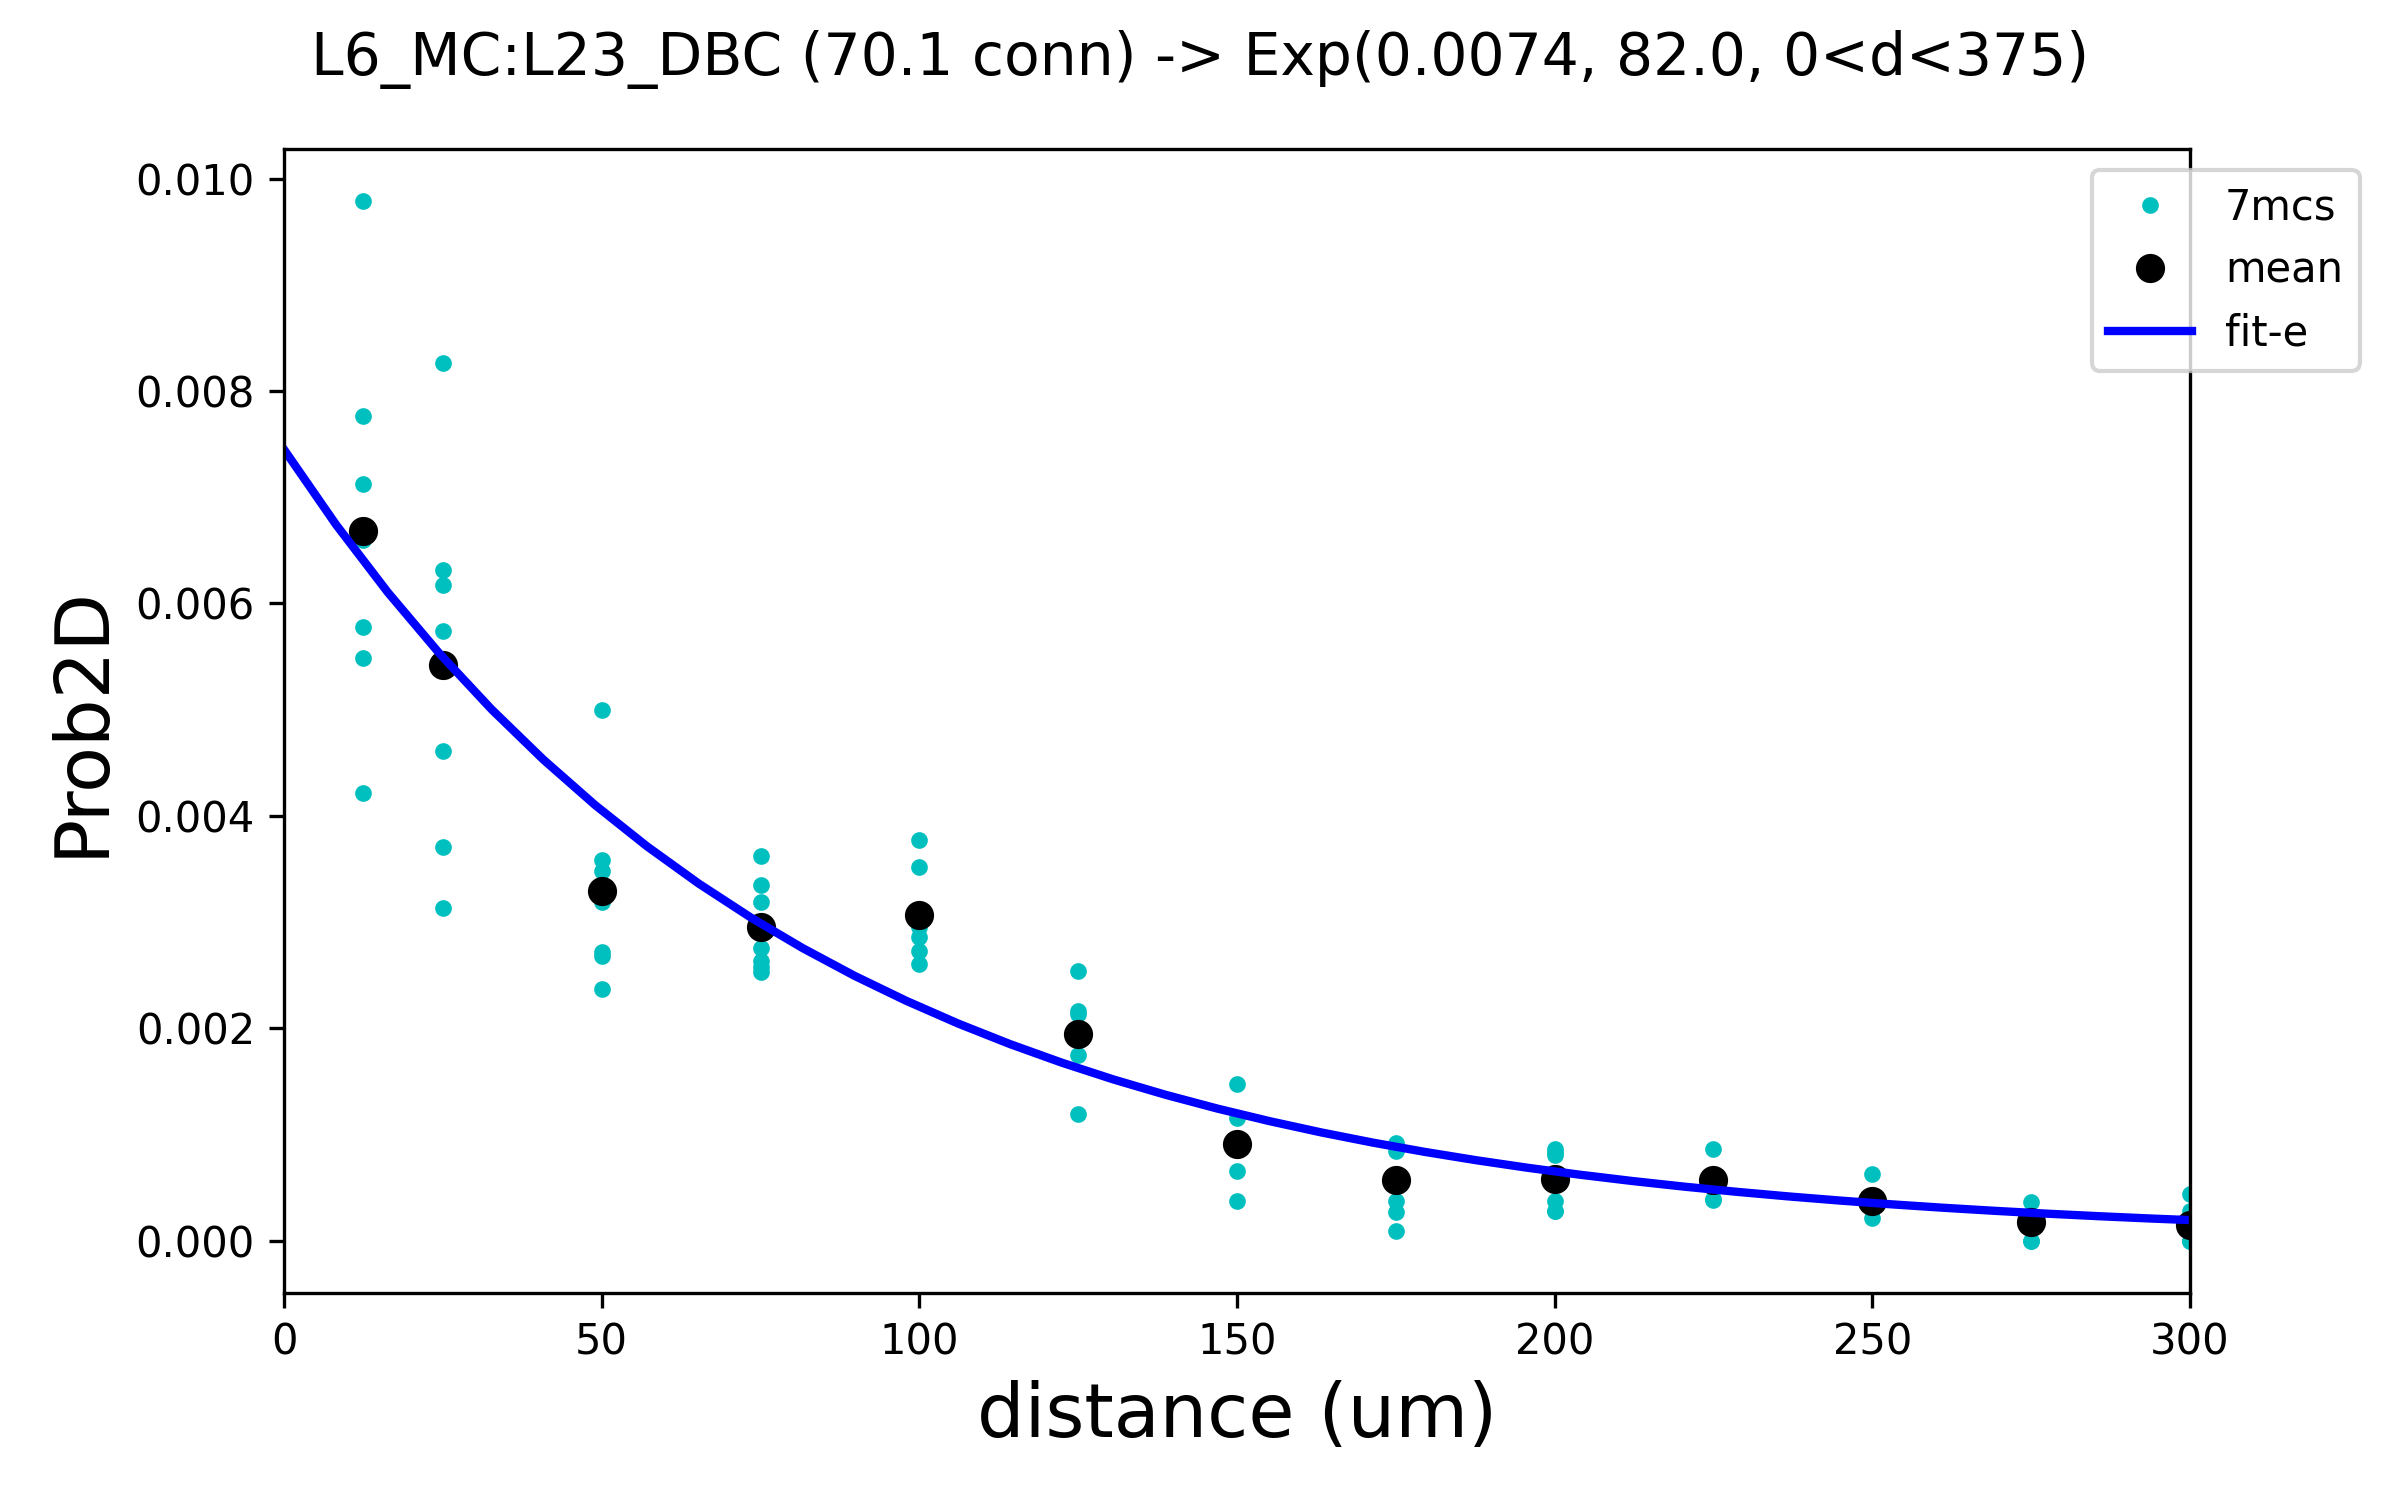 L6_MC:L23_DBC (70.1 conn) -> Exp(0.0074, 82.0, 0<d<375)
7mcs
mean
fit-e
Prob2D
0.010
0.008
0.006
0.004
0.002
0.000
0 50 100 150 200 250 300
distance (um)